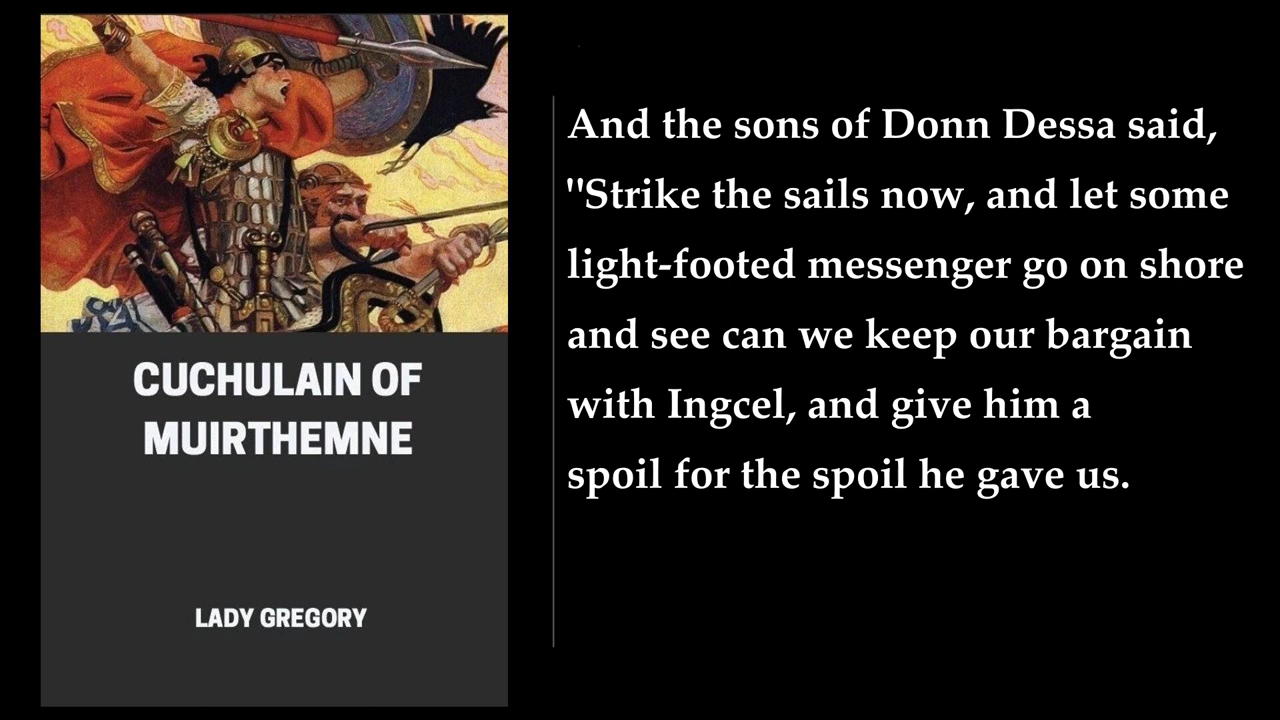 CUCHULAIN OF
MUIRTHEMNE
LADY GREGORY
And the sons of Donn Dessa said,
"Strike the sails now, and let some
light-footed messenger go on shore
and see can we keep our bargain
with Ingcel, and give him a
spoil for the spoil he gave us.